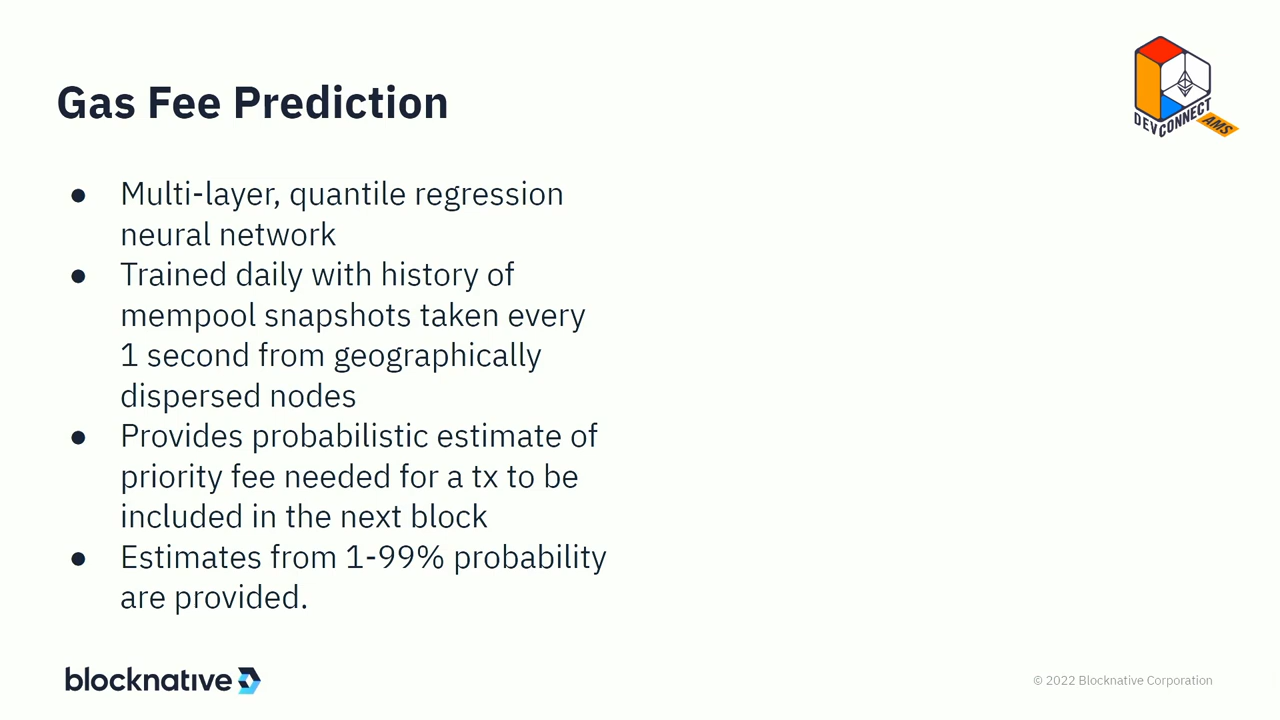 Gas Fee Prediction
DEVCONNECT
AMS
● Multi-layer, quantile regression
neural network
● Trained daily with history of
mempool snapshots taken every
1 second from geographically
dispersed nodes
● Provides probabilistic estimate of
priority fee needed for a tx to be
included in the next block
● Estimates from 1-99% probability
are provided.
blocknative
© 2022 Blocknative Corporation